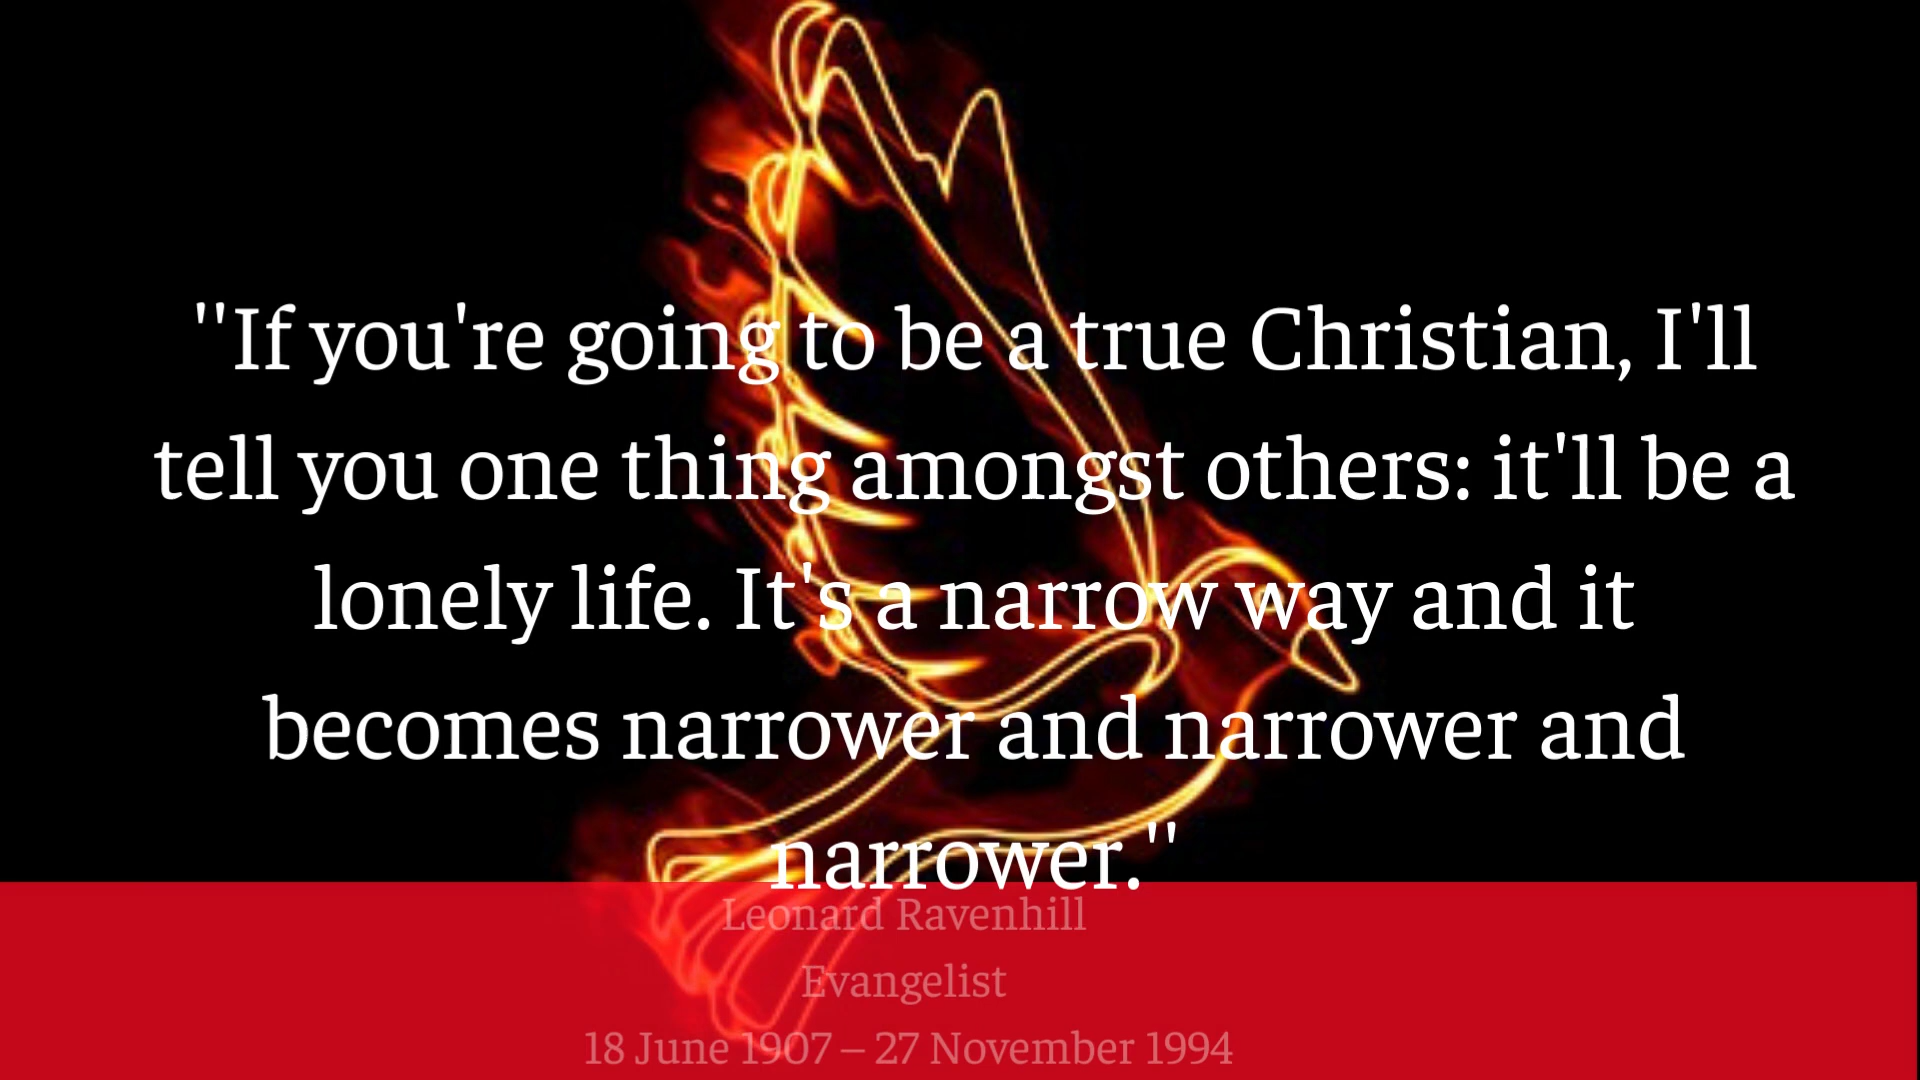 "If you're going to be a true Christian, I'll
tell you one thing amongst others: it'll be a
lonely life. It's a narrow way and it
becomes narrower and narrower and
narrower."
Leonard Ravenhill
Evangelist
18 June 1907 – 27 November 1994